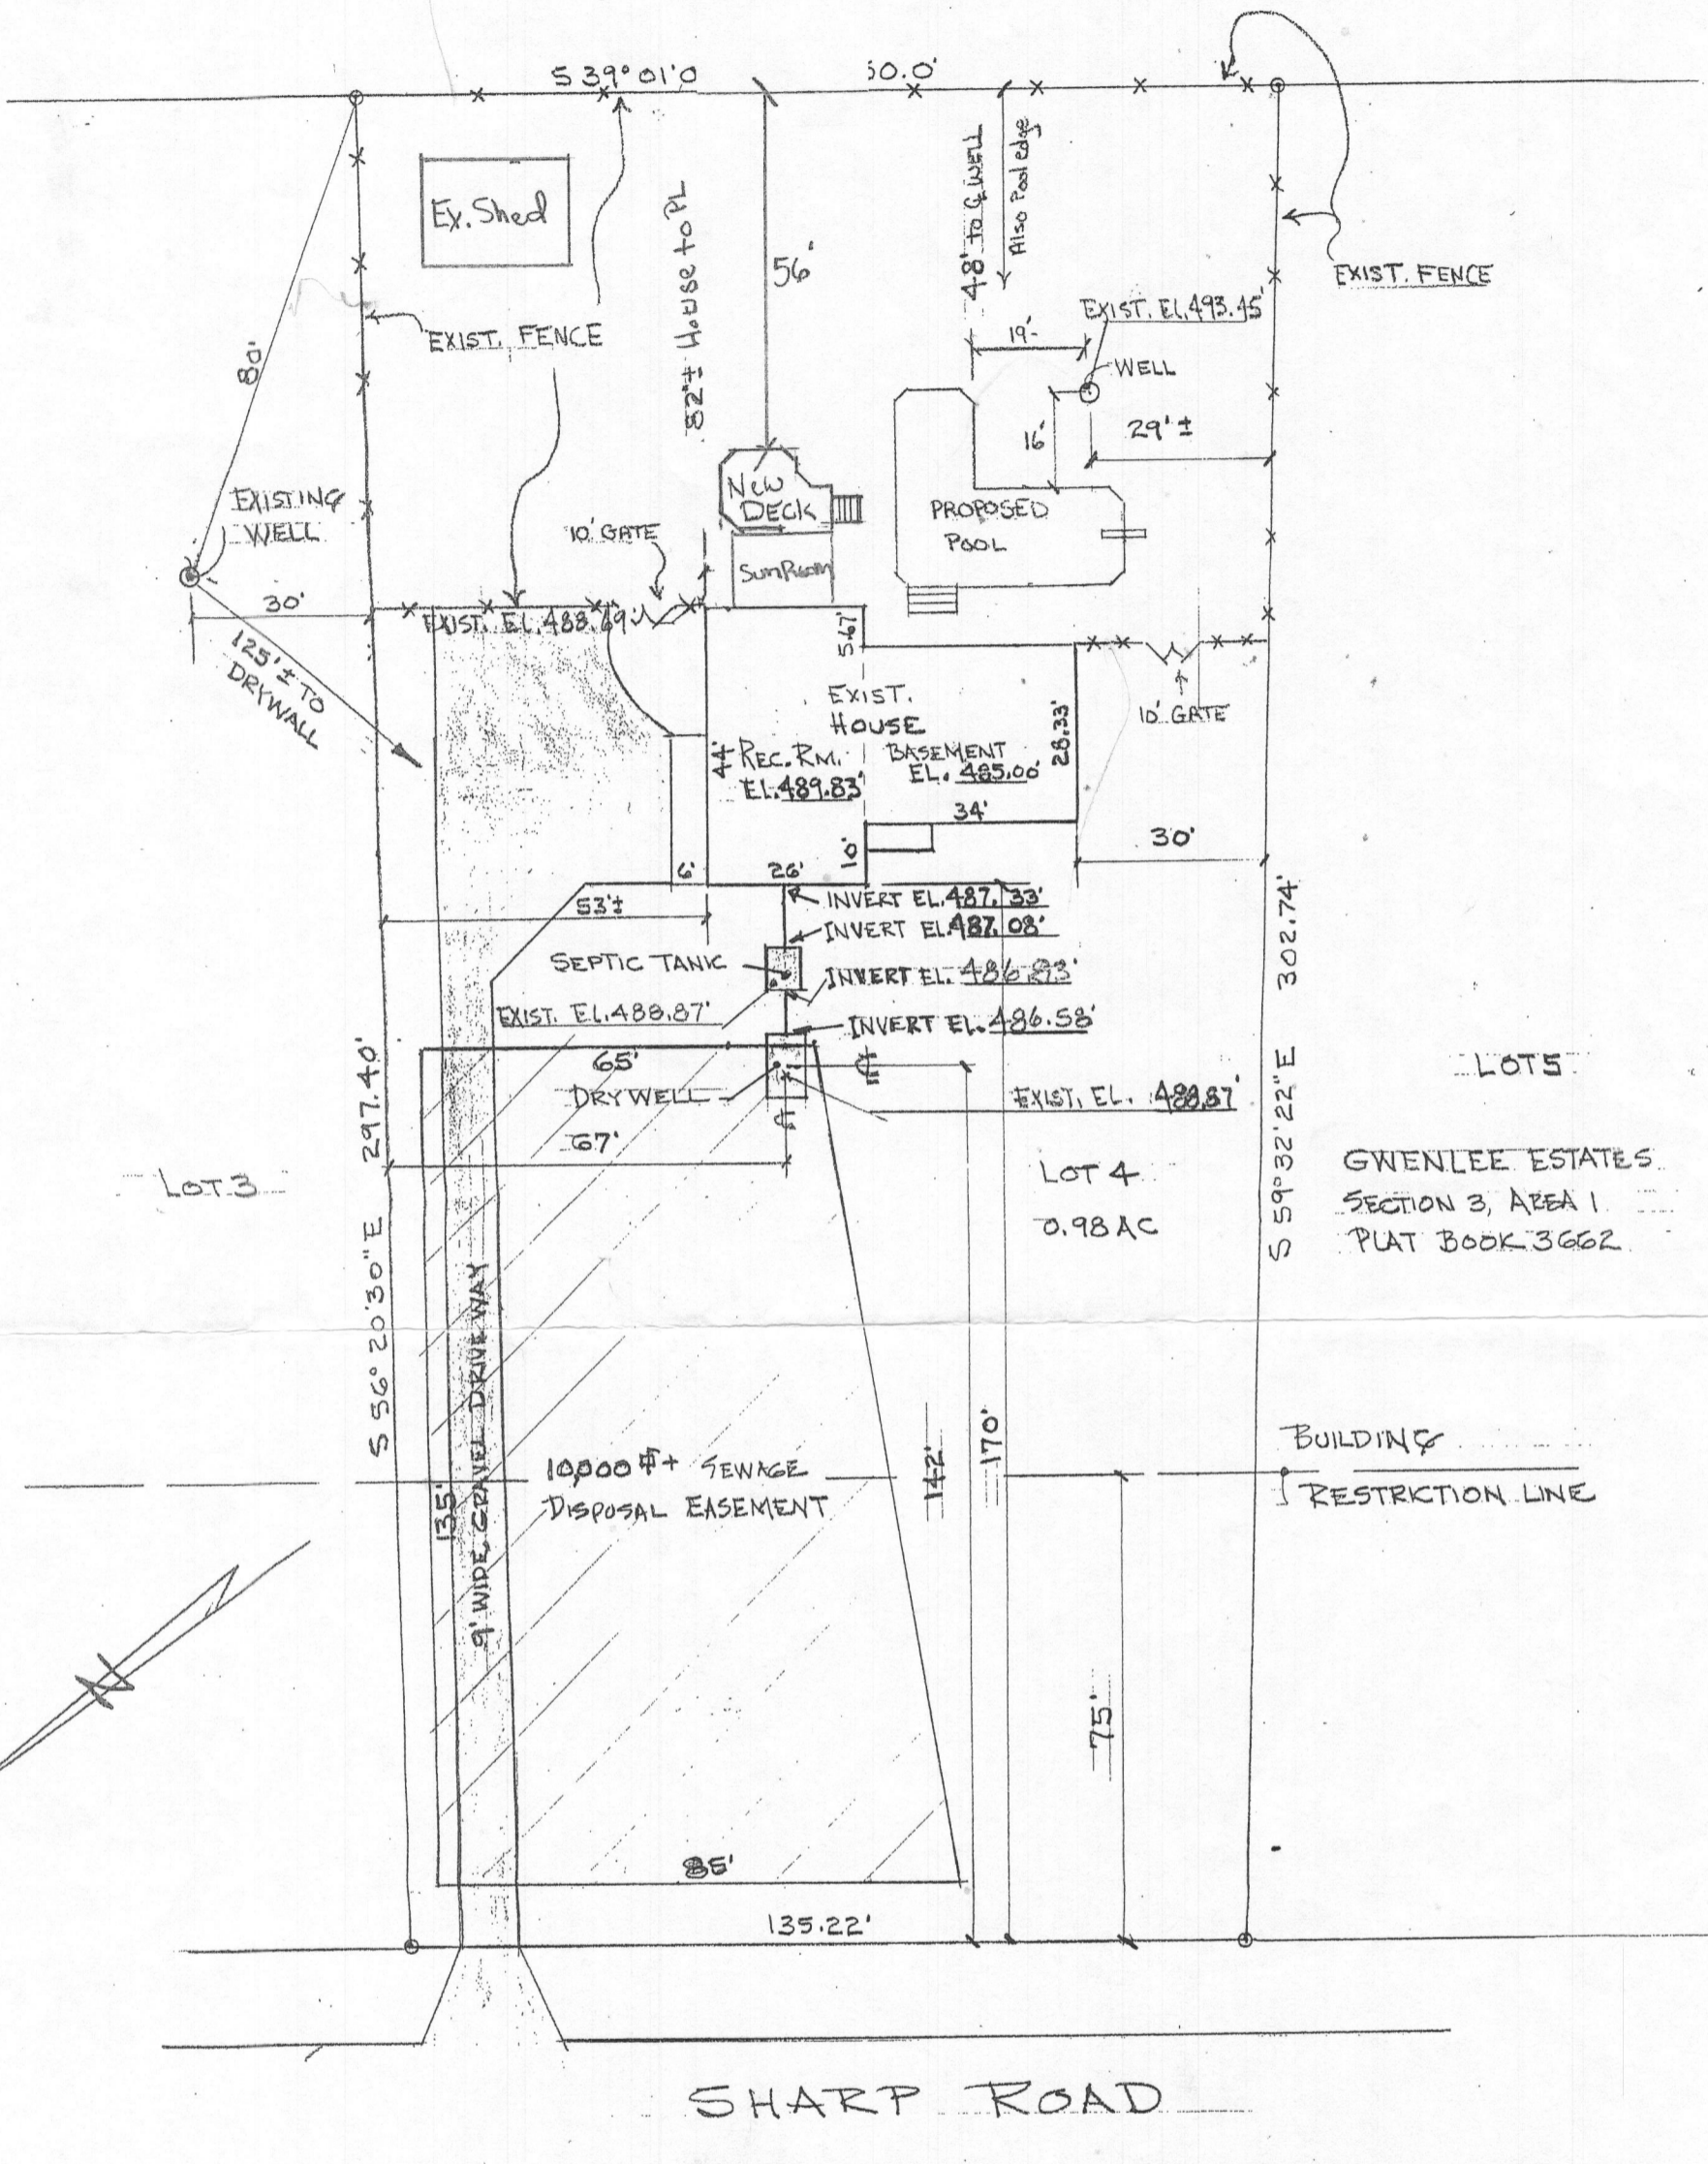 S 39° 01' 0
50.0'
Ex. Shed
82'± House to PL
56'
48' to ℄ WELL
Also Pool edge
EXIST. FENCE
EXIST. EL. 493.45'
19'
WELL
16'
29'±
EXIST. FENCE
80'
EXISTING
WELL
30'
125'± TO
DRYWALL
10' GATE
New
DECK
SunRoom
PROPOSED
POOL
EXIST. EL. 488.69'
5.67'
EXIST.
HOUSE
44'
REC. RM.
EL. 489.83'
BASEMENT
EL. 485.00'
28.33'
10' GATE
34'
10'
30'
6'
26'
53'±
INVERT EL. 487.33'
INVERT EL. 487.08'
SEPTIC TANK
INVERT EL. 486.83'
EXIST. EL. 488.87'
INVERT EL. 486.58'
65'
℄
DRYWELL
℄
EXIST. EL. 488.87'
67'
297.40'
S 56° 20' 30" E
302.74'
S 59° 32' 22" E
LOT 3
LOT 4
0.98 AC
LOT 5
GWENLEE ESTATES
SECTION 3, AREA 1
PLAT BOOK 3662
9' WIDE GRAVEL DRIVEWAY
135'
10,000 + SEWAGE
DISPOSAL EASEMENT
142'
170'
BUILDING
RESTRICTION LINE
75'
N
85'
135.22'
SHARP ROAD